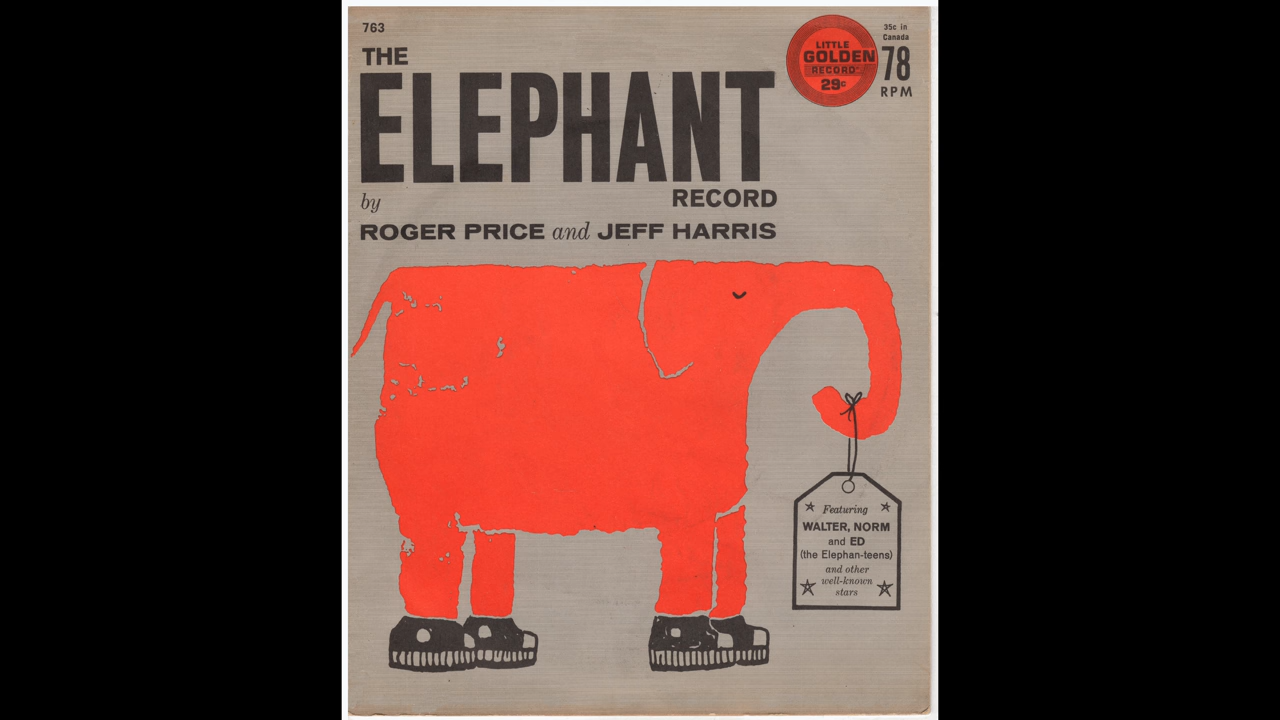 763
THE
ELEPHANT
RECORD
by
ROGER PRICE and JEFF HARRIS
LITTLE
GOLDEN
RECORD
29c
35c in
Canada
78
RPM
Featuring
WALTER, NORM
and ED
(the Elephan-teens)
and other
well-known
stars